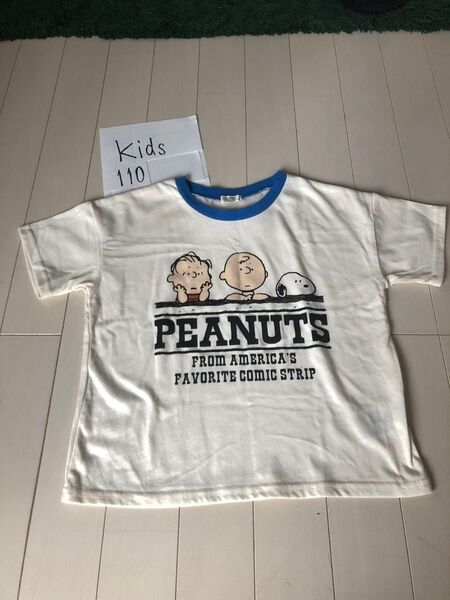 Kids
110
PEANUTS
FROM AMERICA'S
FAVORITE COMIC STRIP